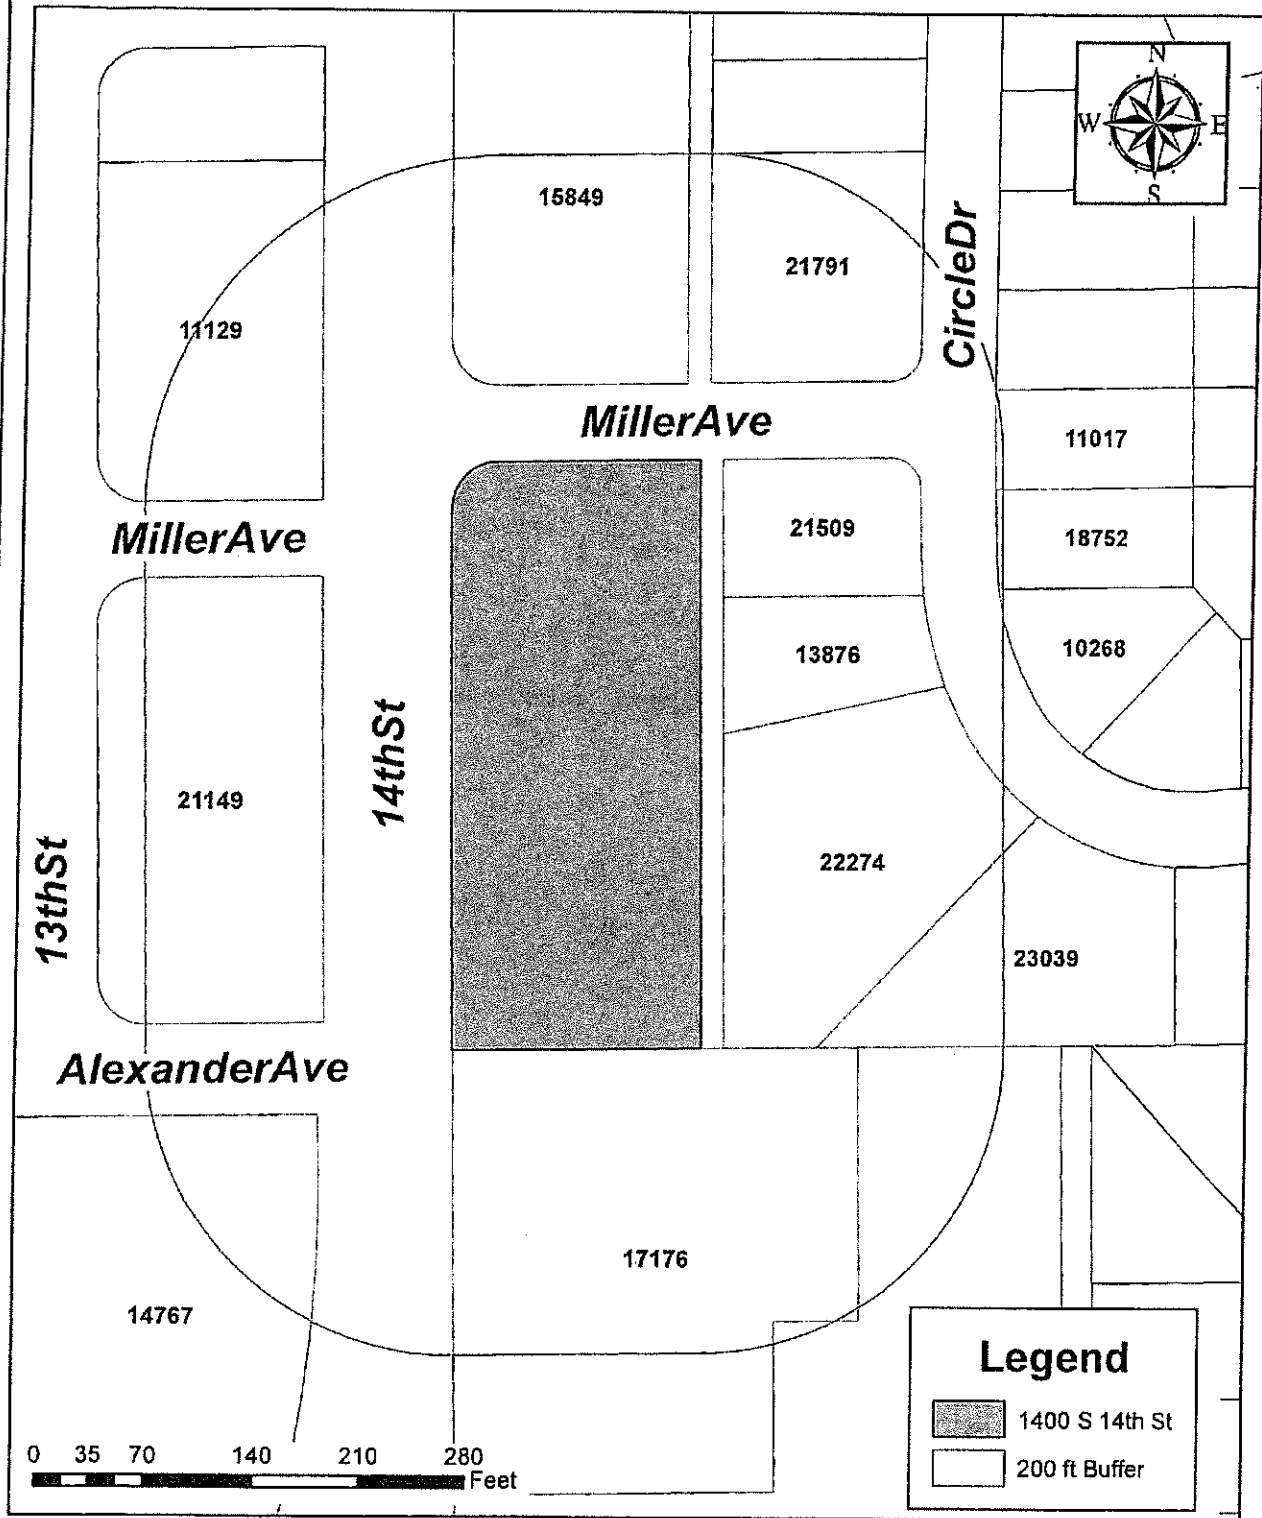 N
W E
S
15849
21791
CircleDr
11129
MillerAve
11017
MillerAve
21509
18752
13876
10268
14thSt
21149
22274
13thSt
23039
AlexanderAve
17176
14767
Legend
1400 S 14th St
200 ft Buffer
0 35 70 140 210 280
Feet